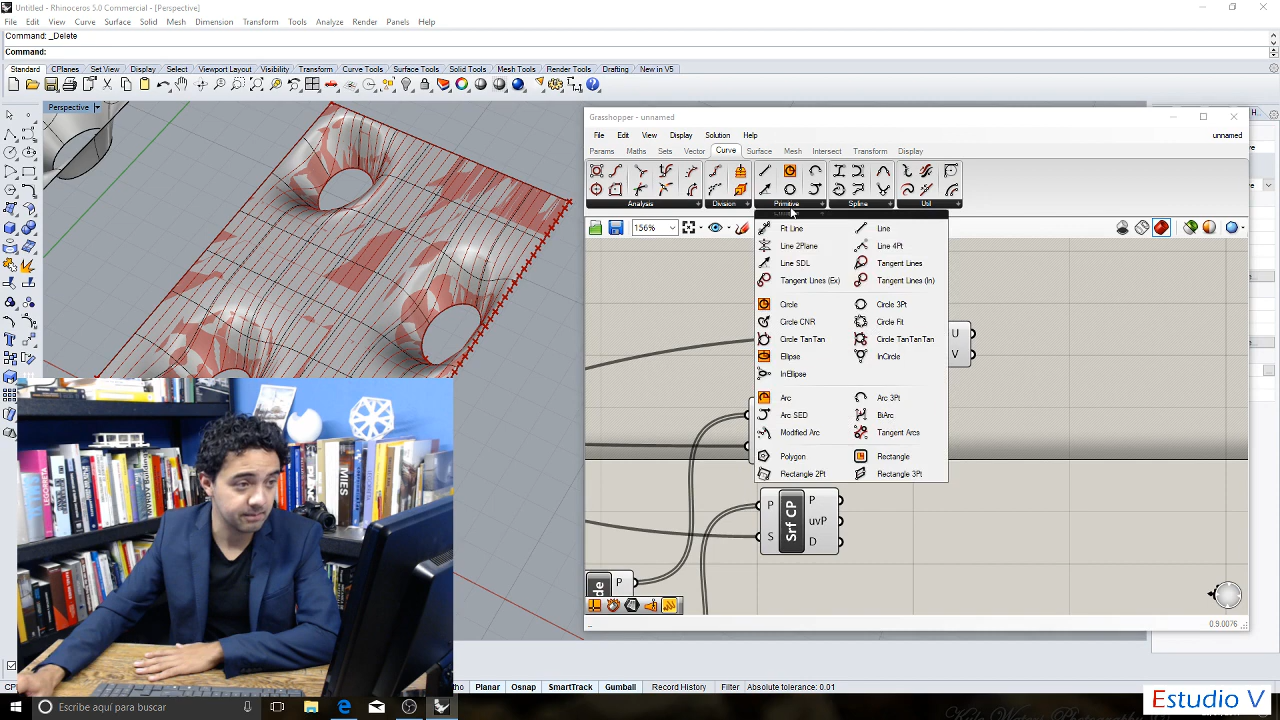 Untitled - Rhinoceros 5.0 Commercial - [Perspective]
File Edit View Curve Surface Solid Mesh Dimension Transform Tools Analyze Render Panels Help
Command: _Delete
Command:
Standard CPlanes Set View Display Select Viewport Layout Visibility Transform Curve Tools Surface Tools Solid Tools Mesh Tools Render Tools Drafting New in V5
Perspective
Grasshopper - unnamed
File Edit View Display Solution Help unnamed
Params Maths Sets Vector Curve Surface Mesh Intersect Transform Display
Analysis Division Primitive Spline Util
156%
Fit Line Line
Line 2Plane Line 4Pt
Line SDL Tangent Lines
Tangent Lines (Ex) Tangent Lines (In)
Circle Circle 3Pt
Circle CNR Circle Fit
Circle TanTan Circle TanTanTan
Ellipse InCircle
InEllipse
Arc Arc 3Pt
Arc SED BiArc
Modified Arc Tangent Arcs
Polygon Rectangle
Rectangle 2Pt Rectangle 3Pt
U
V
P
S
Srf CP
P
uvP
D
P
0.9.0076
MIES
Planar Osnap SmartTrack Gumball Record History Filter Absolute tolerance: 0.01
Escribe aquí para buscar
Estudio V